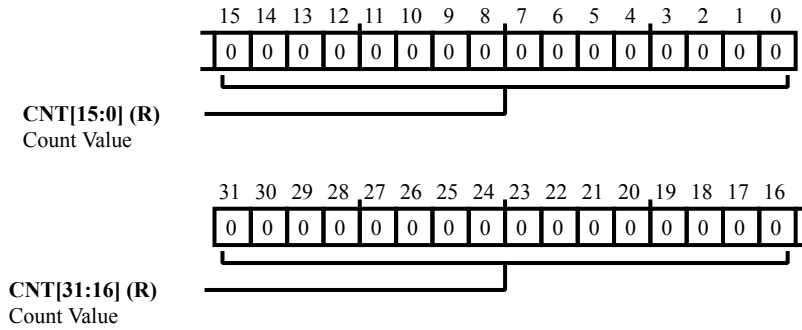 15 14 13 12 11 10 9 8 7 6 5 4 3 2 1 0
0 0 0 0 0 0 0 0 0 0 0 0 0 0 0 0
CNT[15:0] (R)
Count Value
31 30 29 28 27 26 25 24 23 22 21 20 19 18 17 16
0 0 0 0 0 0 0 0 0 0 0 0 0 0 0 0
CNT[31:16] (R)
Count Value